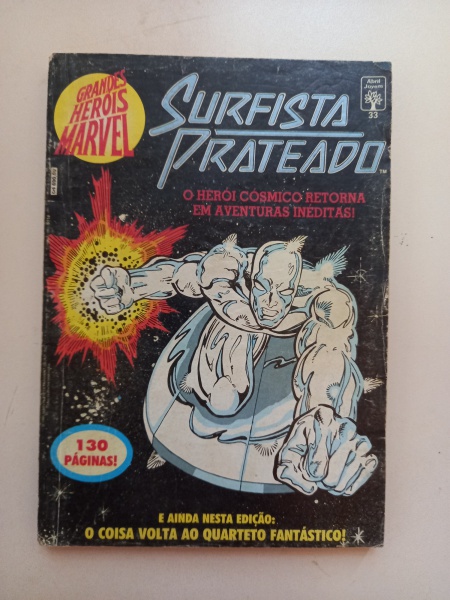 GRANDES
HERÓIS
MARVEL
SURFISTA
PRATEADO
TM
Abril
Jovem
33
O HERÓI CÓSMICO RETORNA
EM AVENTURAS INÉDITAS!
130
PÁGINAS!
E AINDA NESTA EDIÇÃO:
O COISA VOLTA AO QUARTETO FANTÁSTICO!